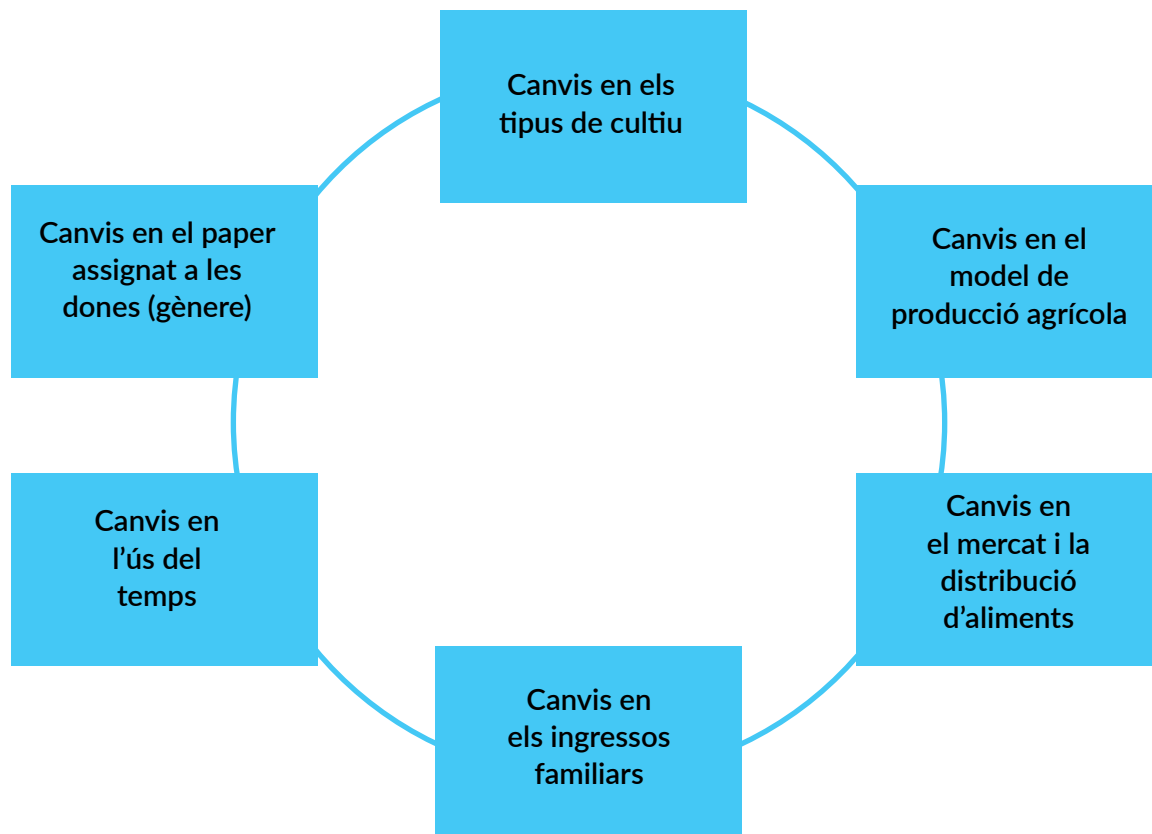 Canvis en els
tipus de cultiu
Canvis en el
model de
producció agrícola
Canvis en
el mercat i la
distribució
d’aliments
Canvis en
els ingressos
familiars
Canvis en
l’ús del
temps
Canvis en el paper
assignat a les
dones (gènere)